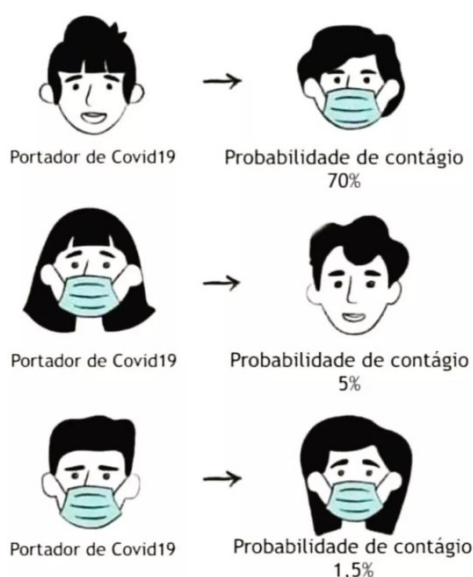 Portador de Covid19
Probabilidade de contágio
70%
Portador de Covid19
Probabilidade de contágio
5%
Portador de Covid19
Probabilidade de contágio
1.5%